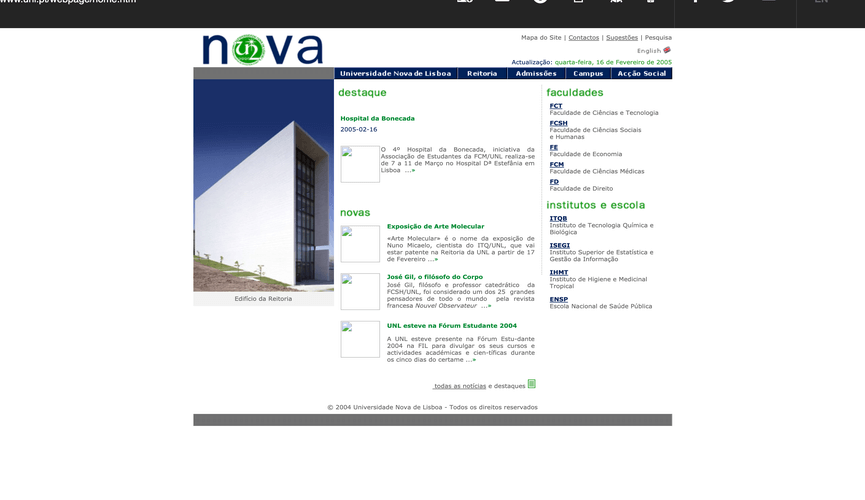 www.unl.pt/webpage/home.htm
EN
nova
Mapa do Site | Contactos | Sugestões | Pesquisa
English
Actualização: quarta-feira, 16 de Fevereiro de 2005
Universidade Nova de Lisboa
Reitoria
Admissões
Campus
Acção Social
destaque
Hospital da Bonecada
2005-02-16
O 4º Hospital da Bonecada, iniciativa da
Associação de Estudantes da FCM/UNL realiza-se
de 7 a 11 de Março no Hospital Dª Estefânia em
Lisboa ...»
novas
Exposição de Arte Molecular
«Arte Molecular» é o nome da exposição de
Nuno Micaelo, cientista do ITQ/UNL, que vai
estar patente na Reitoria da UNL a partir de 17
de Fevereiro ...»
José Gil, o filósofo do Corpo
José Gil, filósofo e professor catedrático da
FCSH/UNL, foi considerado um dos 25 grandes
pensadores de todo o mundo pela revista
francesa Nouvel Observateur ...»
UNL esteve na Fórum Estudante 2004
A UNL esteve presente na Fórum Estu-dante
2004 na FIL para divulgar os seus cursos e
actividades académicas e cien-tíficas durante
os cinco dias do certame ...»
todas as notícias e destaques
faculdades
FCT
Faculdade de Ciências e Tecnologia
FCSH
Faculdade de Ciências Sociais
e Humanas
FE
Faculdade de Economia
FCM
Faculdade de Ciências Médicas
FD
Faculdade de Direito
institutos e escola
ITQB
Instituto de Tecnologia Química e
Biológica
ISEGI
Instituto Superior de Estatística e
Gestão da Informação
IHMT
Instituto de Higiene e Medicinal
Tropical
ENSP
Escola Nacional de Saúde Pública
Edifício da Reitoria
© 2004 Universidade Nova de Lisboa - Todos os direitos reservados